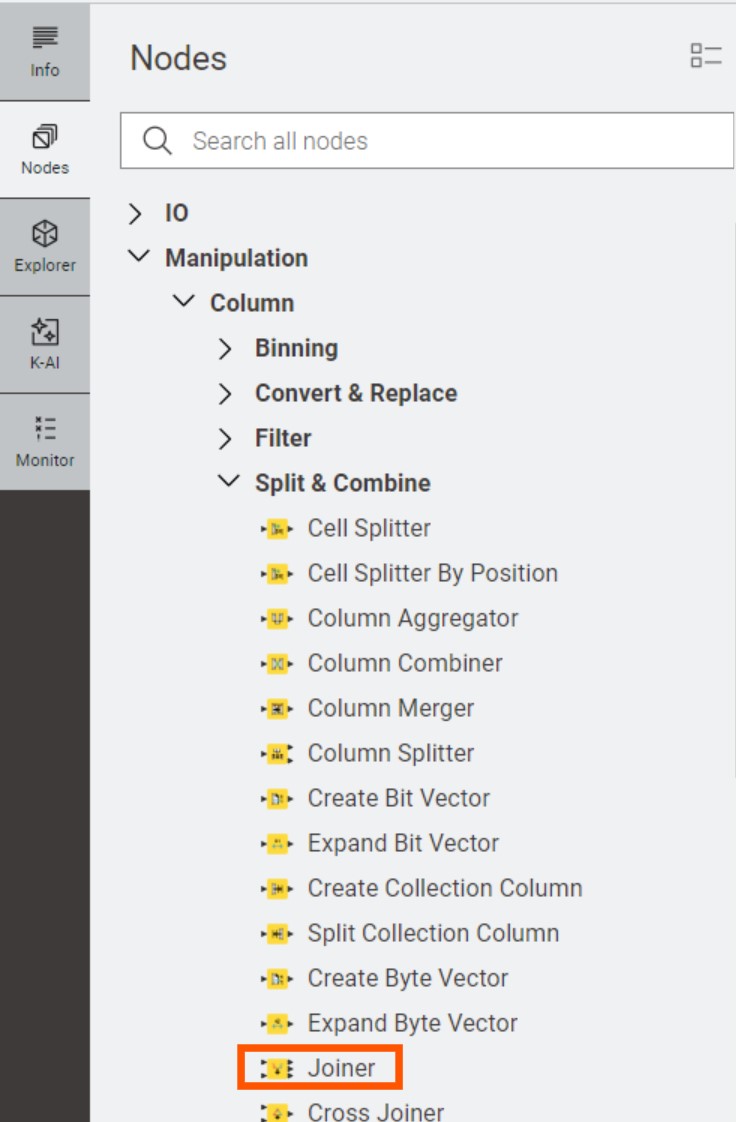 Info
Nodes
Explorer
K-AI
Monitor
Nodes
Search all nodes
IO
Manipulation
Column
Binning
Convert & Replace
Filter
Split & Combine
Cell Splitter
Cell Splitter By Position
Column Aggregator
Column Combiner
Column Merger
Column Splitter
Create Bit Vector
Expand Bit Vector
Create Collection Column
Split Collection Column
Create Byte Vector
Expand Byte Vector
Joiner
Cross Joiner